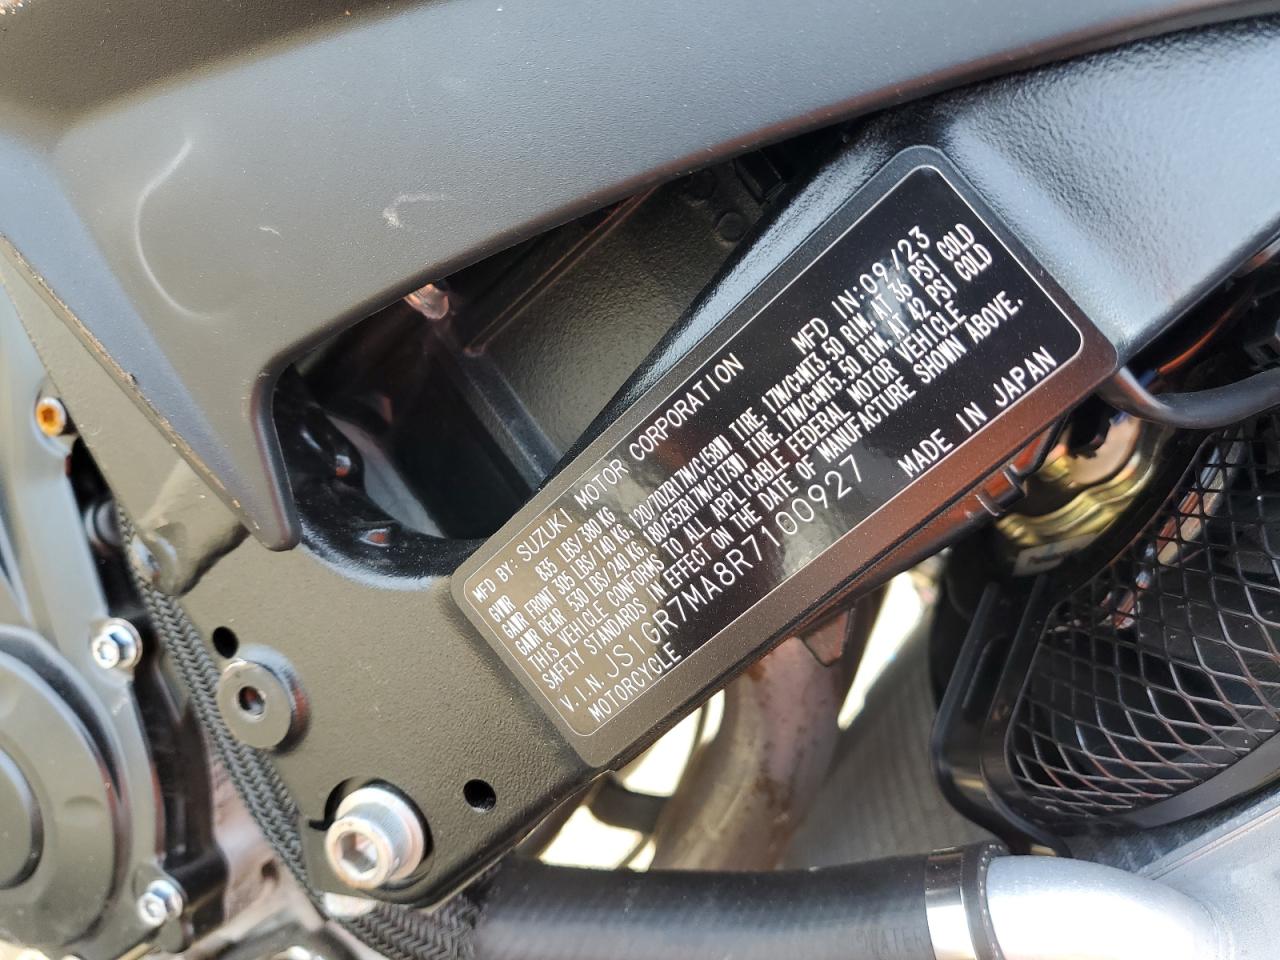 MFD BY: SUZUKI MOTOR CORPORATION MFD IN:09/23
GVWR 835 LBS/ 380 KG
GAWR FRONT 305 LBS/ 140 KG, 120/70ZR17M/C(58W) TIRE, 17M/C×MT3.50 RIM, AT 36 PSI COLD
GAWR REAR 530 LBS/ 240 KG, 180/55ZR17M/C(73W) TIRE, 17M/C×MT5.50 RIM, AT 42 PSI COLD
THIS VEHICLE CONFORMS TO ALL APPLICABLE FEDERAL MOTOR VEHICLE
SAFETY STANDARDS IN EFFECT ON THE DATE OF MANUFACTURE SHOWN ABOVE.
V.I.N. JS1GR7MA8R7100927
MOTORCYCLE MADE IN JAPAN
WATER